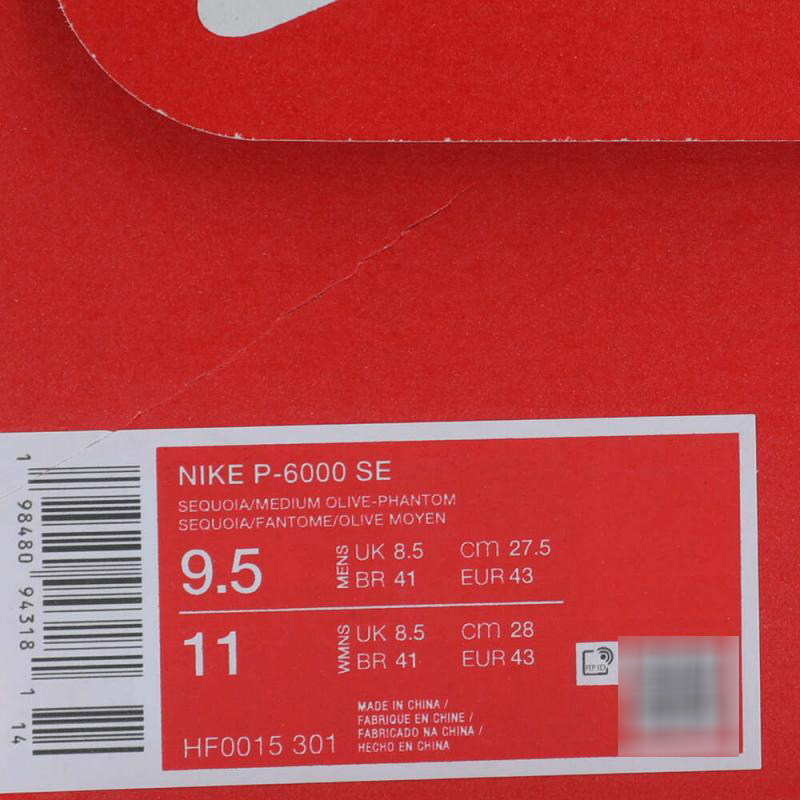 NIKE P-6000 SE
SEQUOIA/MEDIUM OLIVE-PHANTOM
SEQUOIA/FANTOME/OLIVE MOYEN
9.5 MENS UK 8.5 cm 27.5
BR 41 EUR 43
11 WMNS UK 8.5 cm 28
BR 41 EUR 43
RFID
MADE IN CHINA /
FABRIQUE EN CHINE /
FABRICADO NA CHINA /
HECHO EN CHINA
HF0015 301
1 98480 94318 1 14